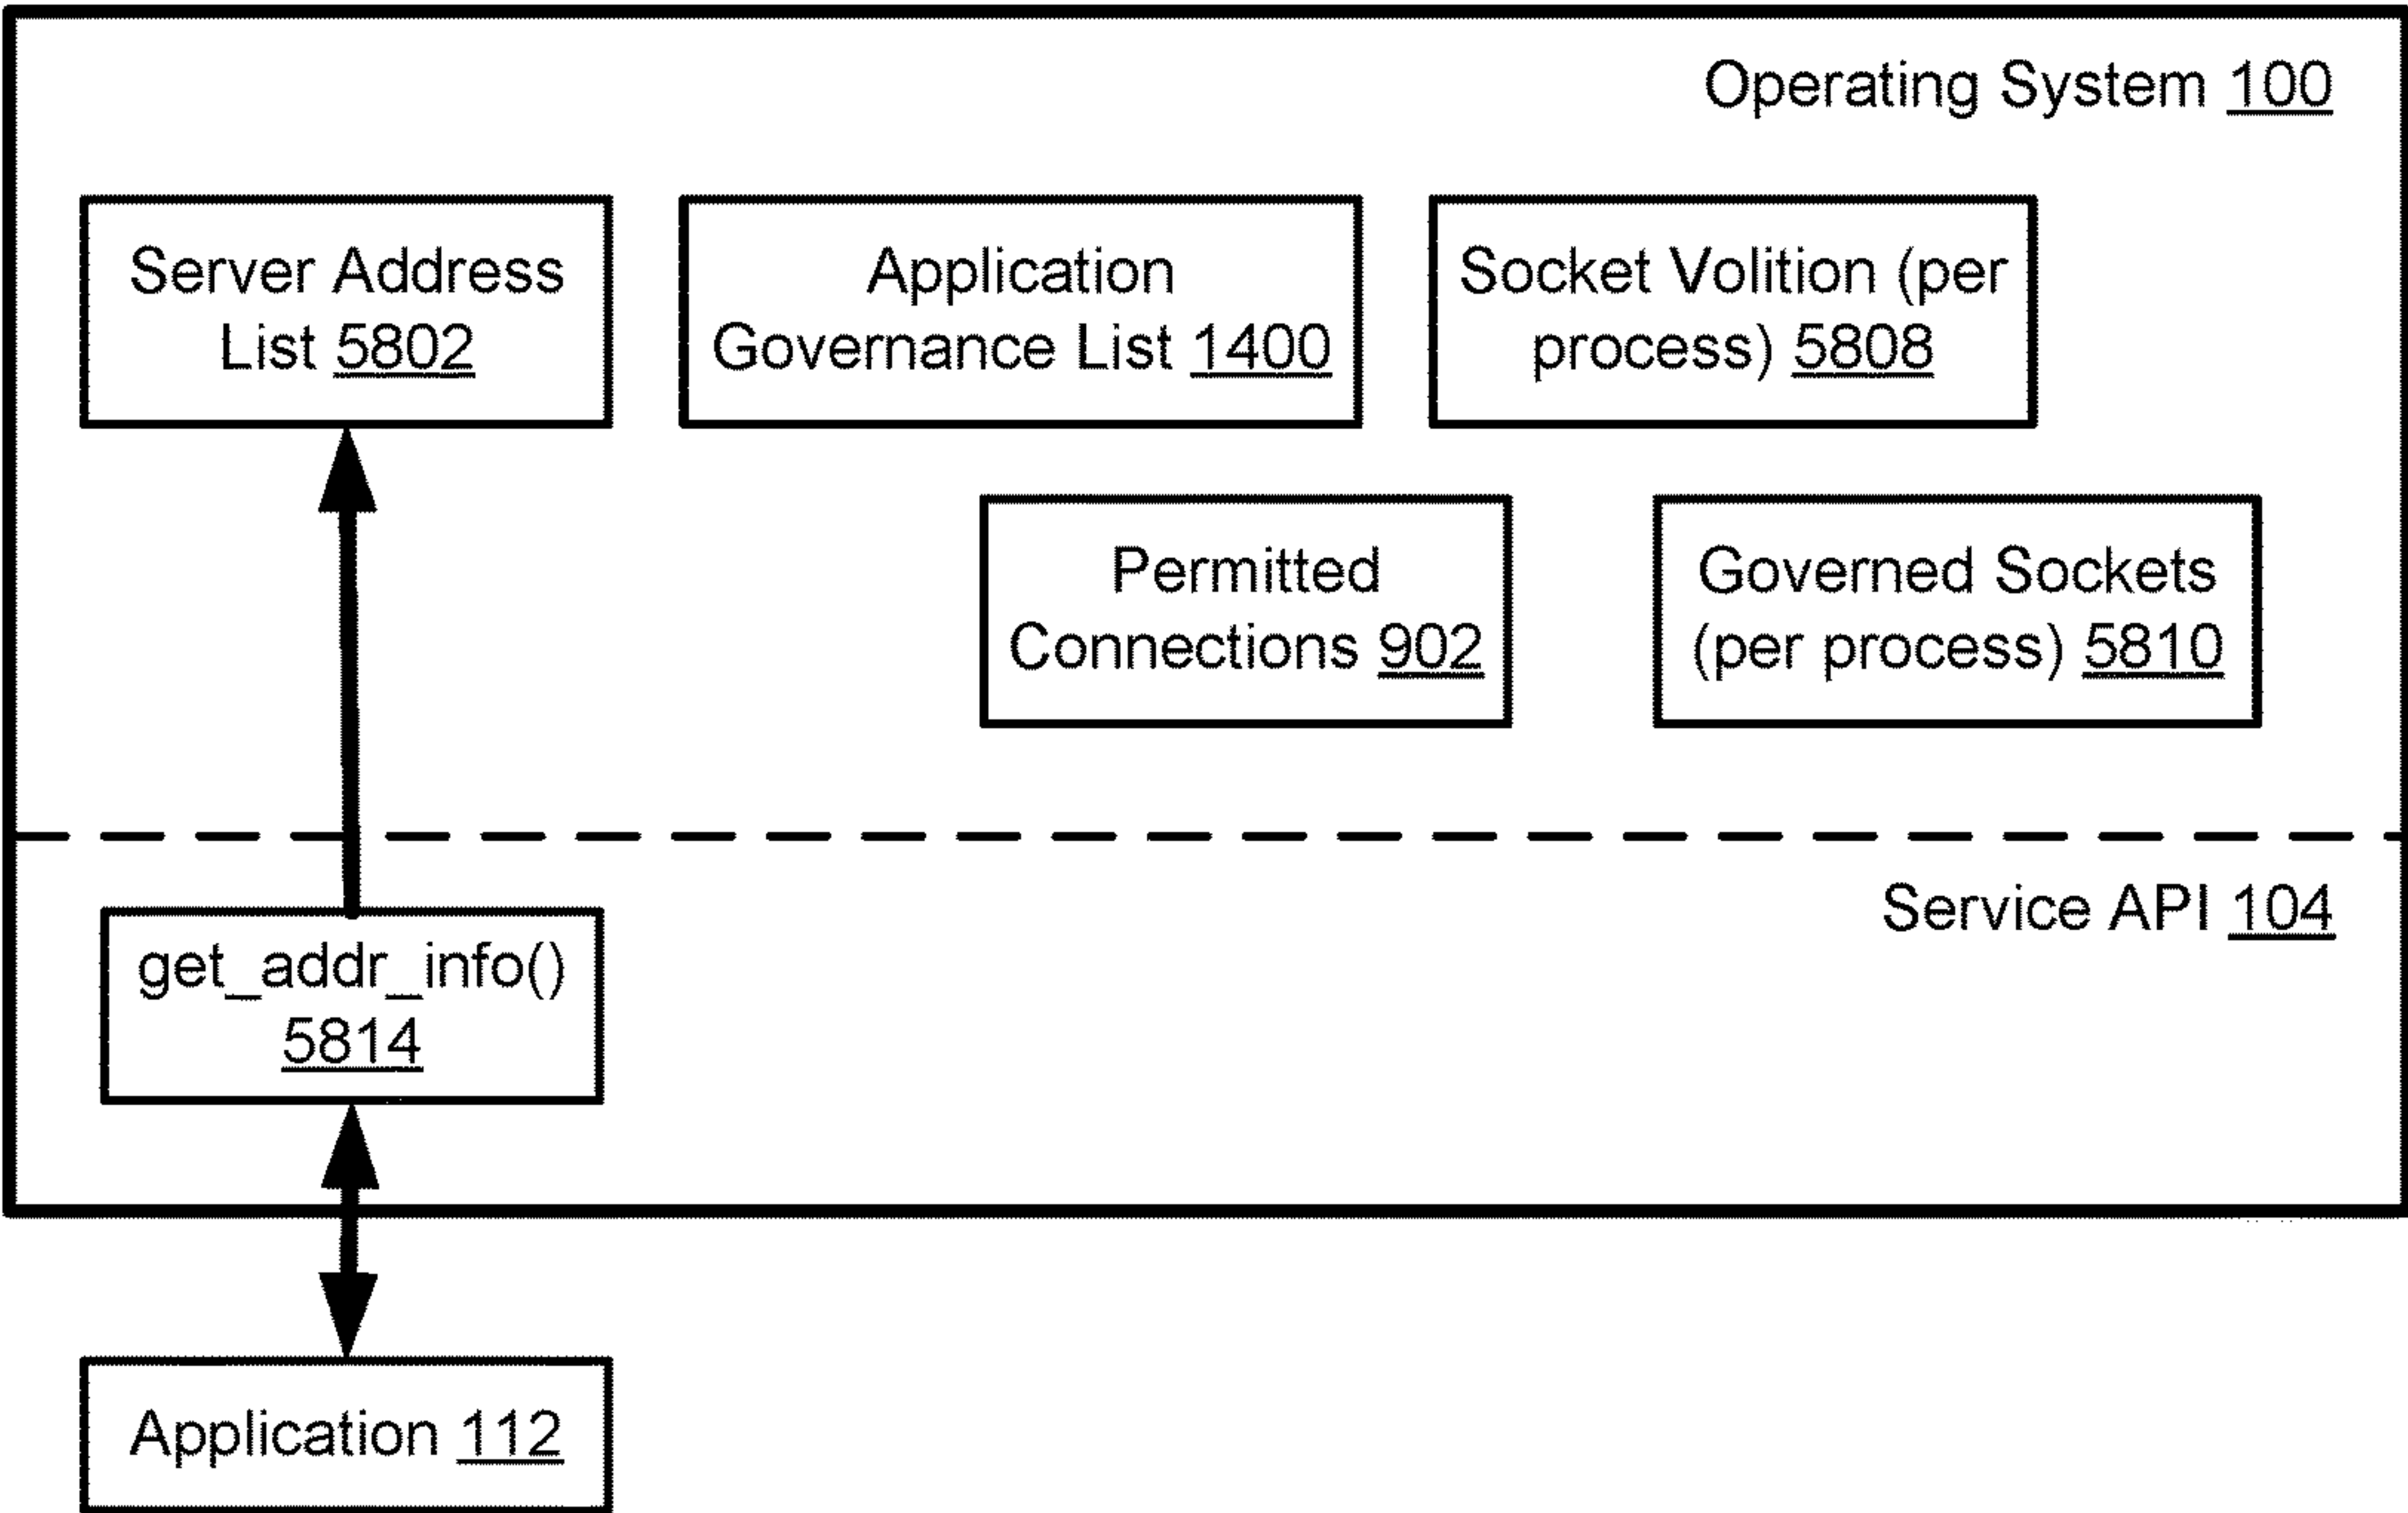 Operating System 100
Server Address
List 5802
Application
Governance List 1400
Socket Volition (per
process) 5808
Permitted
Connections 902
Governed Sockets
(per process) 5810
Service API 104
get_addr_info()
5814
Application 112